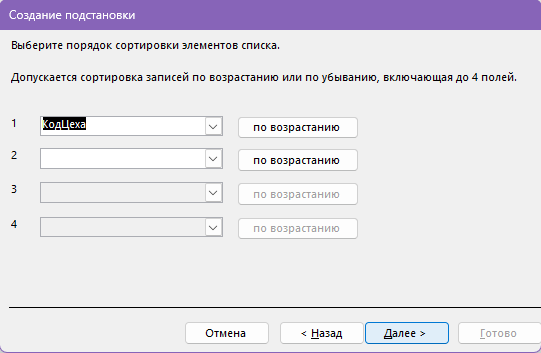 Создание подстановки
Выберите порядок сортировки элементов списка.
Допускается сортировка записей по возрастанию или по убыванию, включающая до 4 полей.
1 КодЦеха по возрастанию
2 по возрастанию
3 по возрастанию
4 по возрастанию
Отмена < Назад Далее > Готово